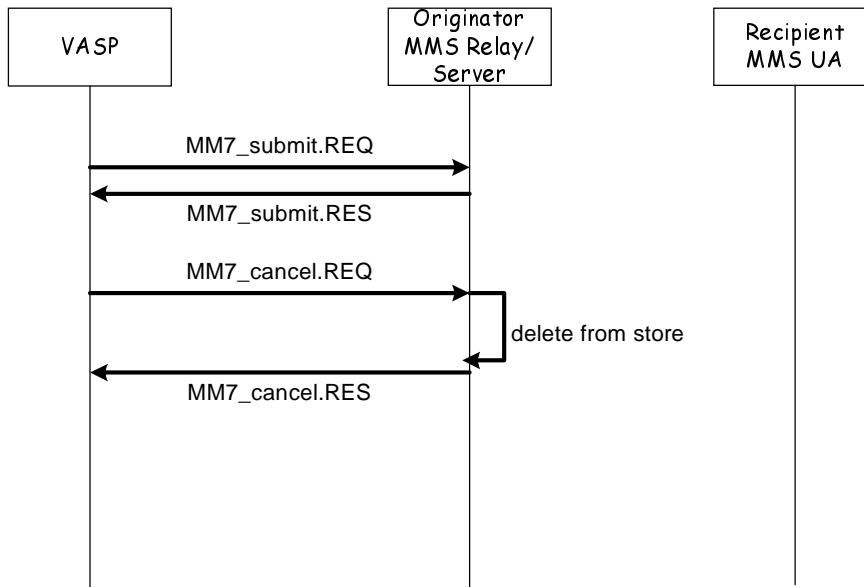 VASP
Originator
MMS Relay/
Server
Recipient
MMS UA
MM7_submit.REQ
MM7_submit.RES
MM7_cancel.REQ
delete from store
MM7_cancel.RES